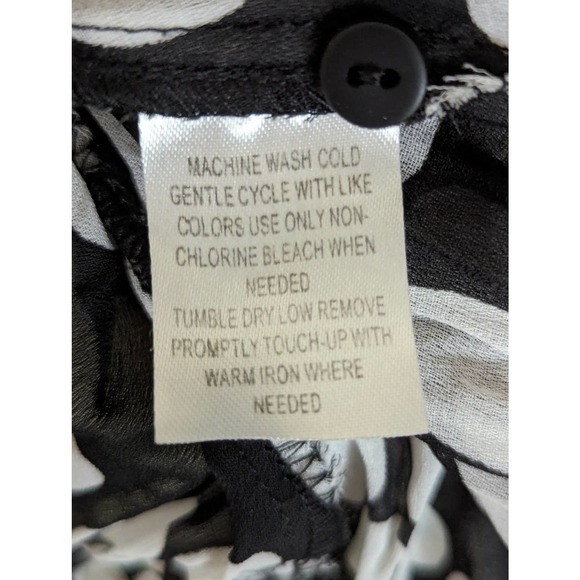 MACHINE WASH COLD
GENTLE CYCLE WITH LIKE
COLORS USE ONLY NON-
CHLORINE BLEACH WHEN
NEEDED
TUMBLE DRY LOW REMOVE
PROMPTLY TOUCH-UP WITH
WARM IRON WHERE
NEEDED